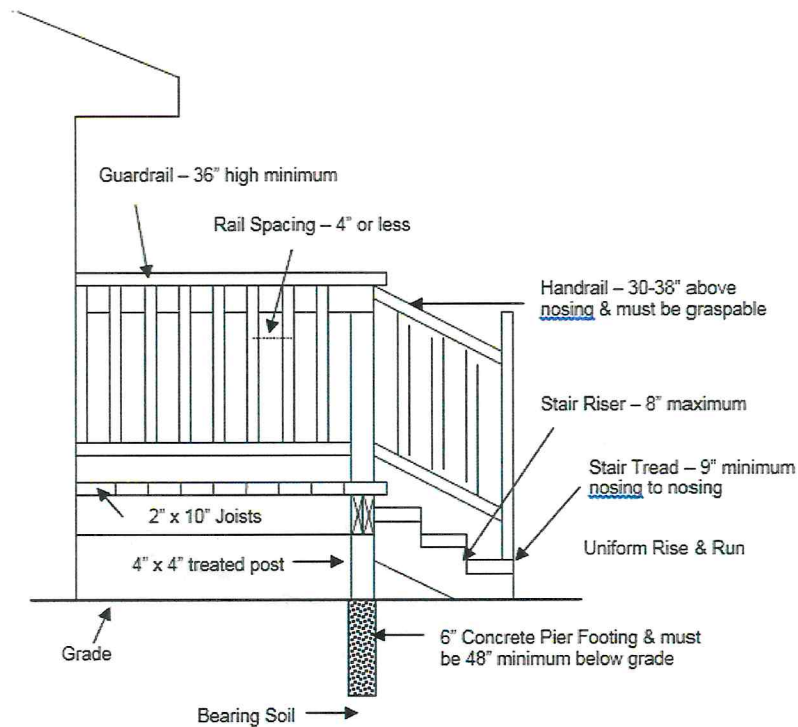 Guardrail – 36" high minimum
Rail Spacing – 4" or less
Handrail – 30-38" above
nosing & must be graspable
Stair Riser – 8" maximum
Stair Tread – 9" minimum
nosing to nosing
2" x 10" Joists
Uniform Rise & Run
4" x 4" treated post
6" Concrete Pier Footing & must
be 48" minimum below grade
Grade
Bearing Soil